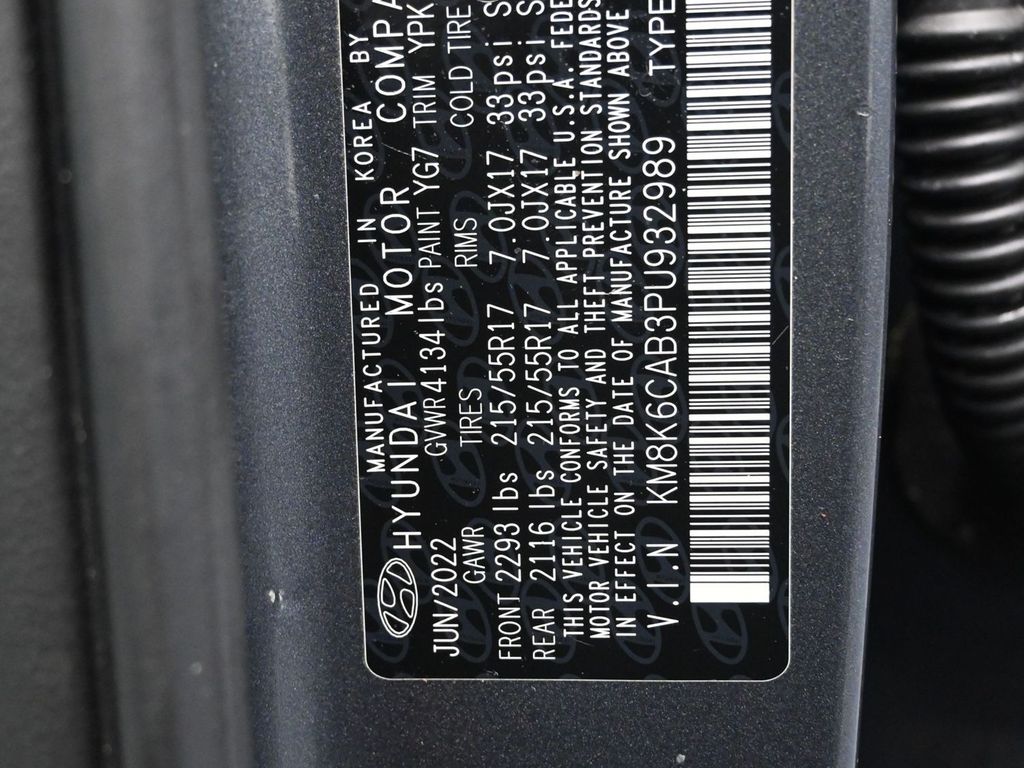 MANUFACTURED IN KOREA BY
HYUNDAI MOTOR COMPA
JUN/2022 GVWR 4134 lbs PAINT YG7 TRIM YPK
GAWR TIRES RIMS COLD TIRE
FRONT 2293 lbs 215/55R17 7.0JX17 33psi S
REAR 2116 lbs 215/55R17 7.0JX17 33psi S
THIS VEHICLE CONFORMS TO ALL APPLICABLE U.S.A. FEDE
MOTOR VEHICLE SAFETY AND THEFT PREVENTION STANDARDS
IN EFFECT ON THE DATE OF MANUFACTURE SHOWN ABOVE
V.I.N KM8K6CAB3PU932989 TYPE